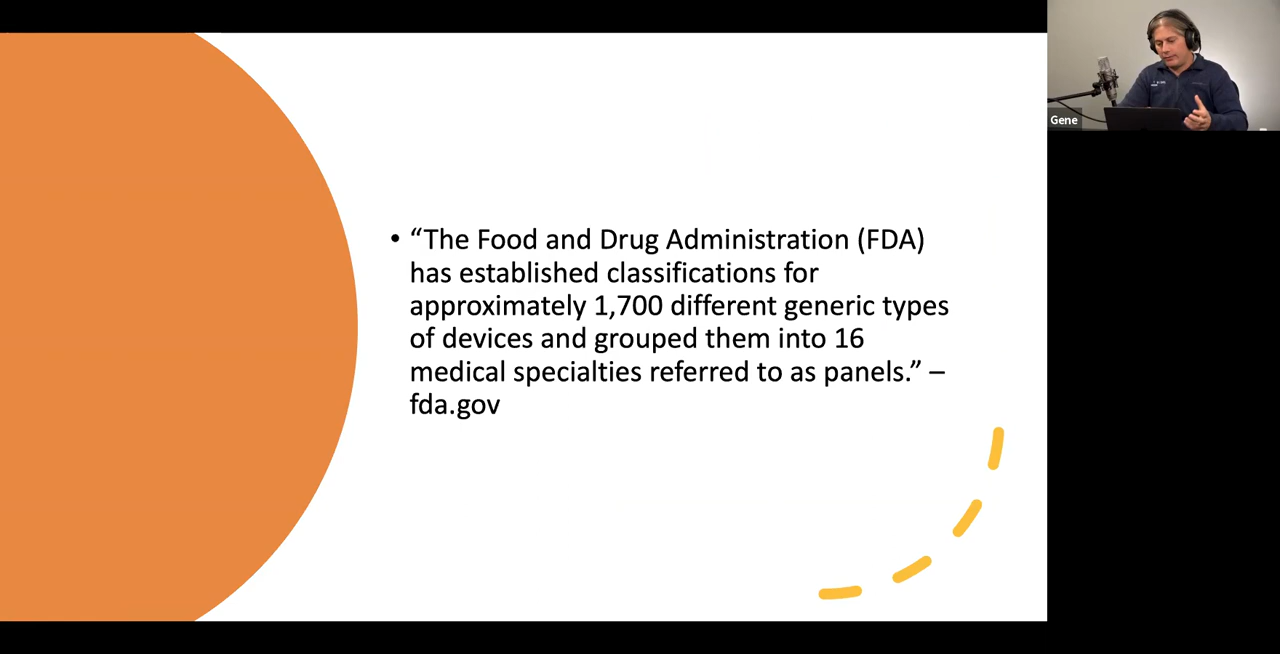 • “The Food and Drug Administration (FDA)
has established classifications for
approximately 1,700 different generic types
of devices and grouped them into 16
medical specialties referred to as panels.” –
fda.gov
Gene